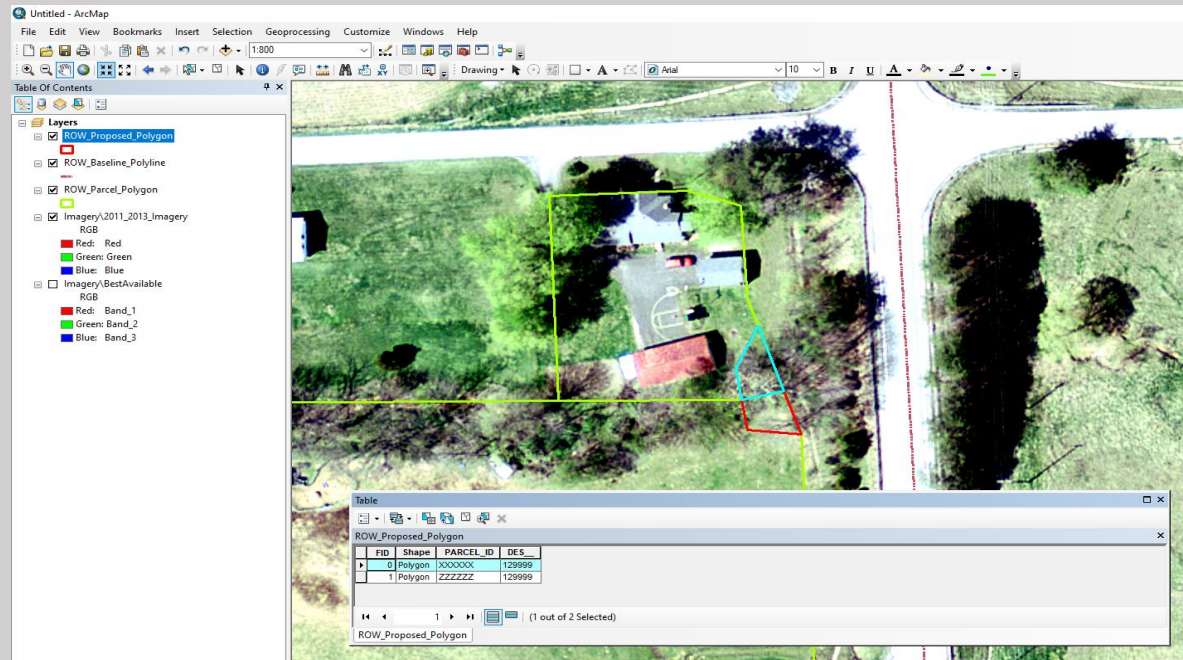 Untitled - ArcMap
File Edit View Bookmarks Insert Selection Geoprocessing Customize Windows Help
1:800
Drawing A Arial 10 B I U A
Table Of Contents
Layers
ROW_Proposed_Polygon
ROW_Baseline_Polyline
ROW_Parcel_Polygon
Imagery\2011_2013_Imagery
RGB
Red: Red
Green: Green
Blue: Blue
Imagery\BestAvailable
RGB
Red: Band_1
Green: Band_2
Blue: Band_3
Table
ROW_Proposed_Polygon
FID Shape PARCEL_ID DES__
0 Polygon XXXXXX 129999
1 Polygon ZZZZZZ 129999
1 (1 out of 2 Selected)
ROW_Proposed_Polygon